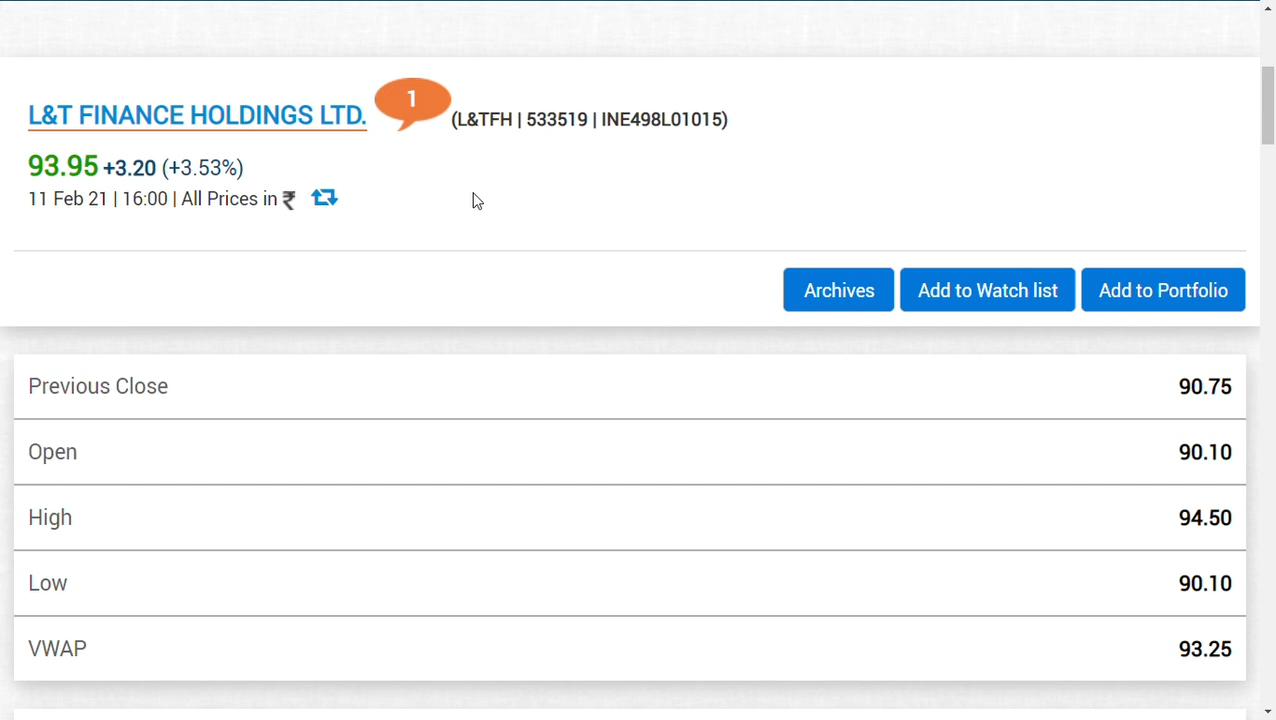 L&T FINANCE HOLDINGS LTD. 1 (L&TFH | 533519 | INE498L01015)
93.95 +3.20 (+3.53%)
11 Feb 21 | 16:00 | All Prices in ₹
Archives Add to Watch list Add to Portfolio
Previous Close 90.75
Open 90.10
High 94.50
Low 90.10
VWAP 93.25